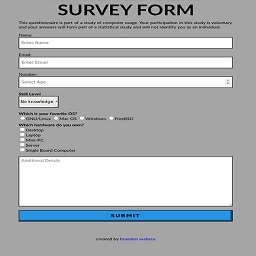 SURVEY FORM
This questionnaire is part of a study of computer usage. Your participation in this study is voluntary,
and your answers will form part of a statistical study and will not identify you as an individual.
Name:
Enter Name
Email:
Enter Email
Number:
Select Age
Skill Level
No knowledge
Which is your favorite OS?
GNU/Linux Mac OS Windows FreeBSD
Which hardware do you own?
Desktop
Laptop
Mini-PC
Server
Single Board Computer
Additional Details
SUBMIT
created by brandon wallace